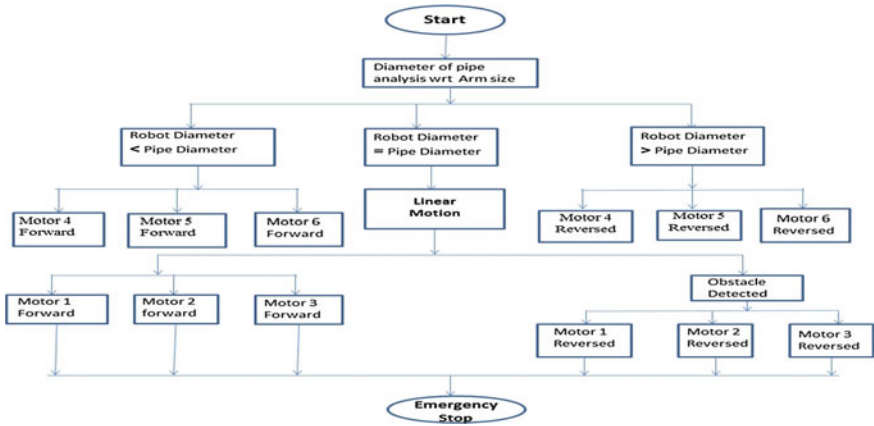 Start
Diameter of pipe
analysis wrt Arm size
Robot Diameter
< Pipe Diameter
Robot Diameter
= Pipe Diameter
Robot Diameter
> Pipe Diameter
Motor 4
Forward
Motor 5
Forward
Motor 6
Forward
Linear
Motion
Motor 4
Reversed
Motor 5
Reversed
Motor 6
Reversed
Motor 1
Forward
Motor 2
forward
Motor 3
Forward
Obstacle
Detected
Motor 1
Reversed
Motor 2
Reversed
Motor 3
Reversed
Emergency
Stop